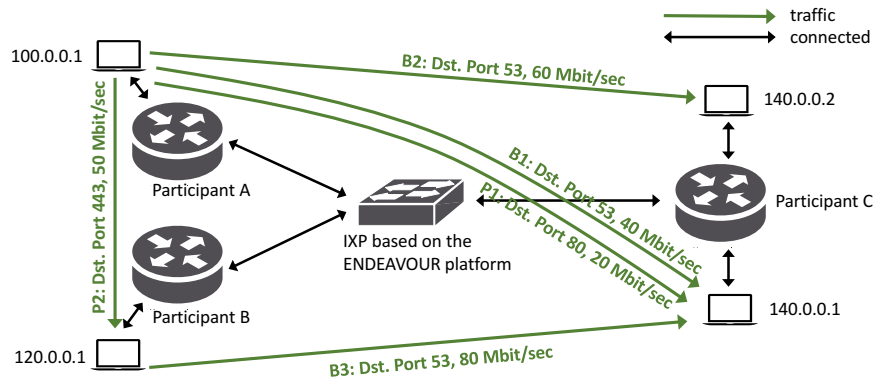 traffic
connected
100.0.0.1
B2: Dst. Port 53, 60 Mbit/sec
140.0.0.2
P2: Dst. Port 443, 50 Mbit/sec
B1: Dst. Port 53, 40 Mbit/sec
P1: Dst. Port 80, 20 Mbit/sec
Participant A
Participant C
IXP based on the
ENDEAVOUR platform
Participant B
140.0.0.1
120.0.0.1
B3: Dst. Port 53, 80 Mbit/sec